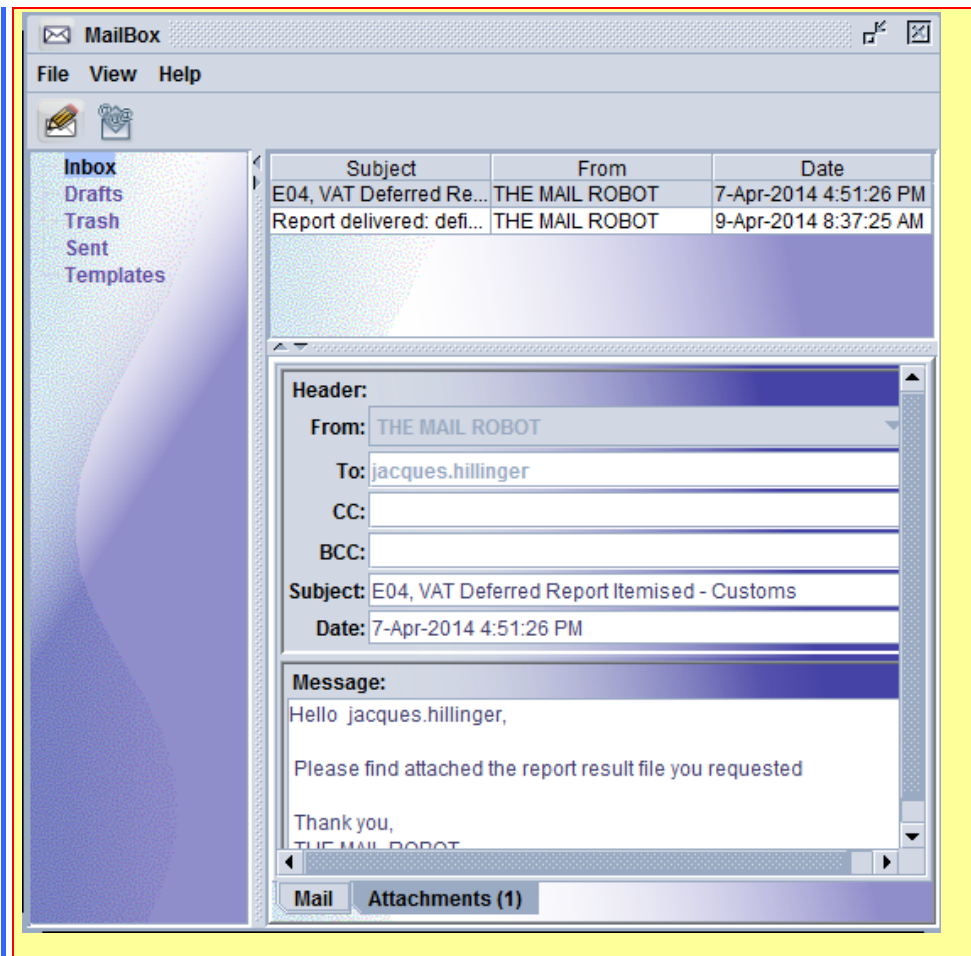 MailBox
File View Help
Inbox
Drafts
Trash
Sent
Templates
Subject From Date
E04, VAT Deferred Re... THE MAIL ROBOT 7-Apr-2014 4:51:26 PM
Report delivered: defi... THE MAIL ROBOT 9-Apr-2014 8:37:25 AM
Header:
From: THE MAIL ROBOT
To: jacques.hillinger
CC:
BCC:
Subject: E04, VAT Deferred Report Itemised - Customs
Date: 7-Apr-2014 4:51:26 PM
Message:
Hello jacques.hillinger,
Please find attached the report result file you requested
Thank you,
THE MAIL ROBOT
Mail Attachments (1)